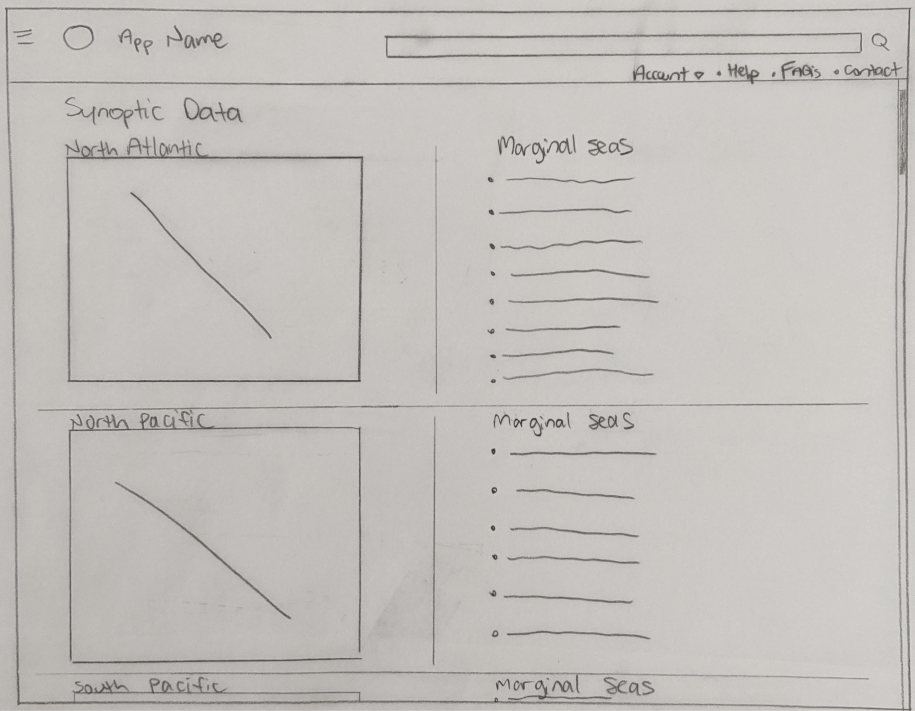 App Name
Account • Help • FAQs • Contact
Synoptic Data
North Atlantic
Marginal seas
North Pacific
Marginal seas
South Pacific
Marginal Seas